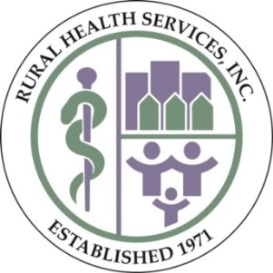 RURAL HEALTH SERVICES, INC.
ESTABLISHED 1971